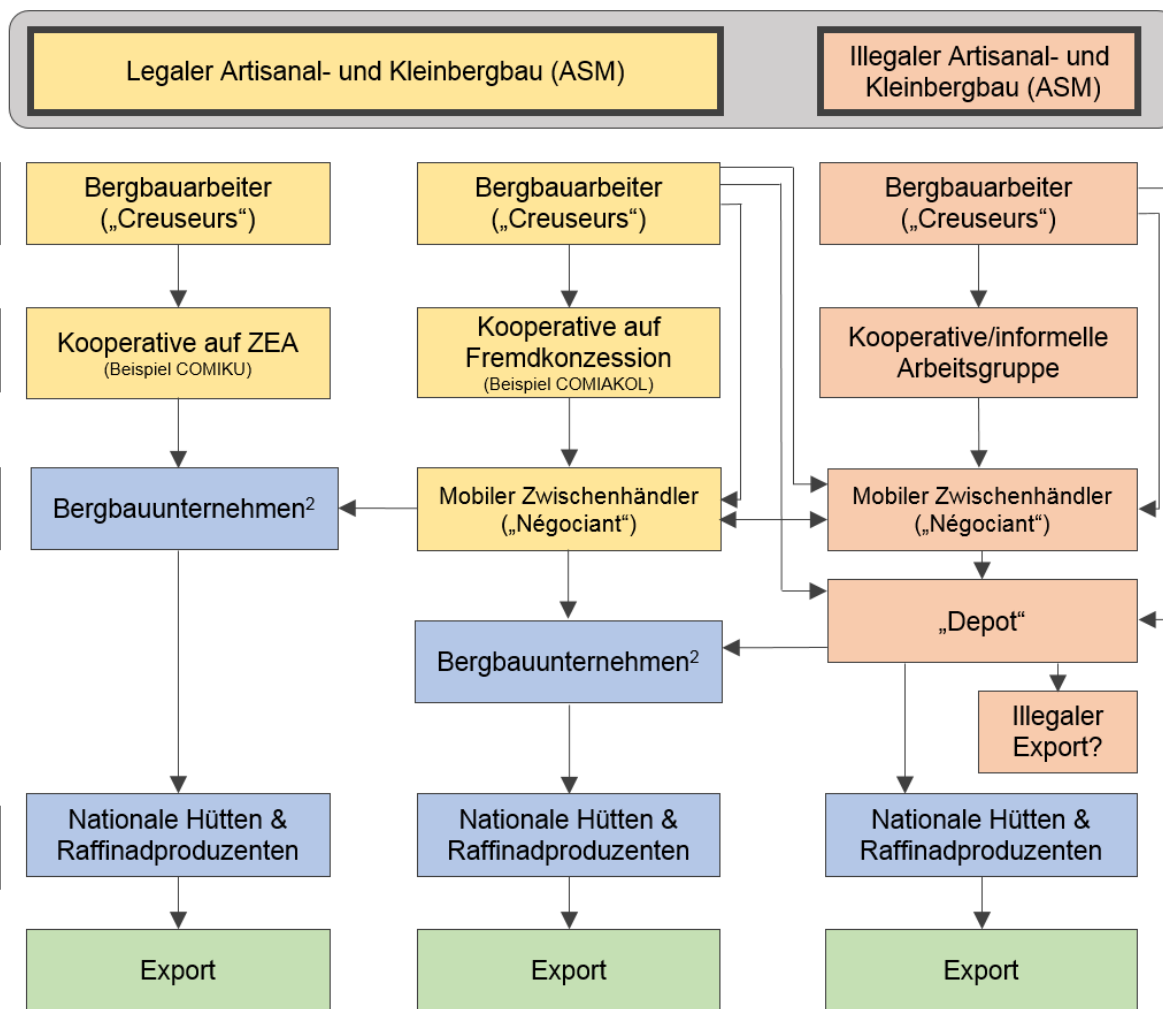 Legaler Artisanal- und Kleinbergbau (ASM)
Illegaler Artisanal- und
Kleinbergbau (ASM)
Bergbauarbeiter
(„Creuseurs“)
Bergbauarbeiter
(„Creuseurs“)
Bergbauarbeiter
(„Creuseurs“)
Kooperative auf ZEA
(Beispiel COMIKU)
Kooperative auf
Fremdkonzession
(Beispiel COMIAKOL)
Kooperative/informelle
Arbeitsgruppe
Bergbauunternehmen²
Mobiler Zwischenhändler
(„Négociant“)
Mobiler Zwischenhändler
(„Négociant“)
Bergbauunternehmen²
„Depot“
Illegaler
Export?
Nationale Hütten &
Raffinadproduzenten
Nationale Hütten &
Raffinadproduzenten
Nationale Hütten &
Raffinadproduzenten
Export
Export
Export